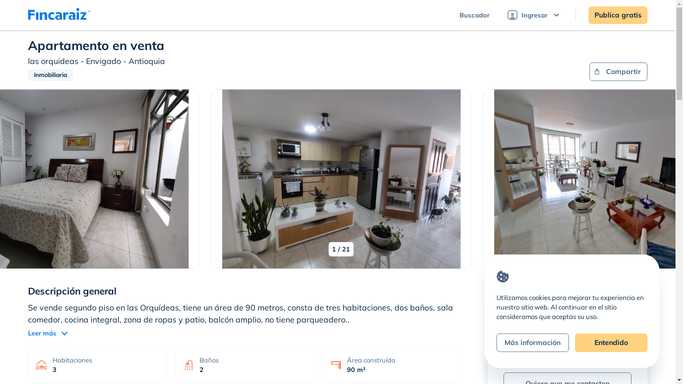 Fincaraiz
Buscador
Ingresar
Publica gratis
Apartamento en venta
las orquideas - Envigado - Antioquia
Inmobiliaria
Compartir
1 / 21
Descripción general
Se vende segundo piso en las Orquídeas, tiene un área de 90 metros, consta de tres habitaciones, dos baños, sala
comedor, cocina integral, zona de ropas y patio, balcón amplio, no tiene parqueadero..
Leer más
Habitaciones
3
Baños
2
Área construída
90 m²
Utilizamos cookies para mejorar tu experiencia en
nuestro sitio web. Al continuar en el sitio
consideramos que aceptas su uso.
Más información
Entendido
Quiero que me contacten